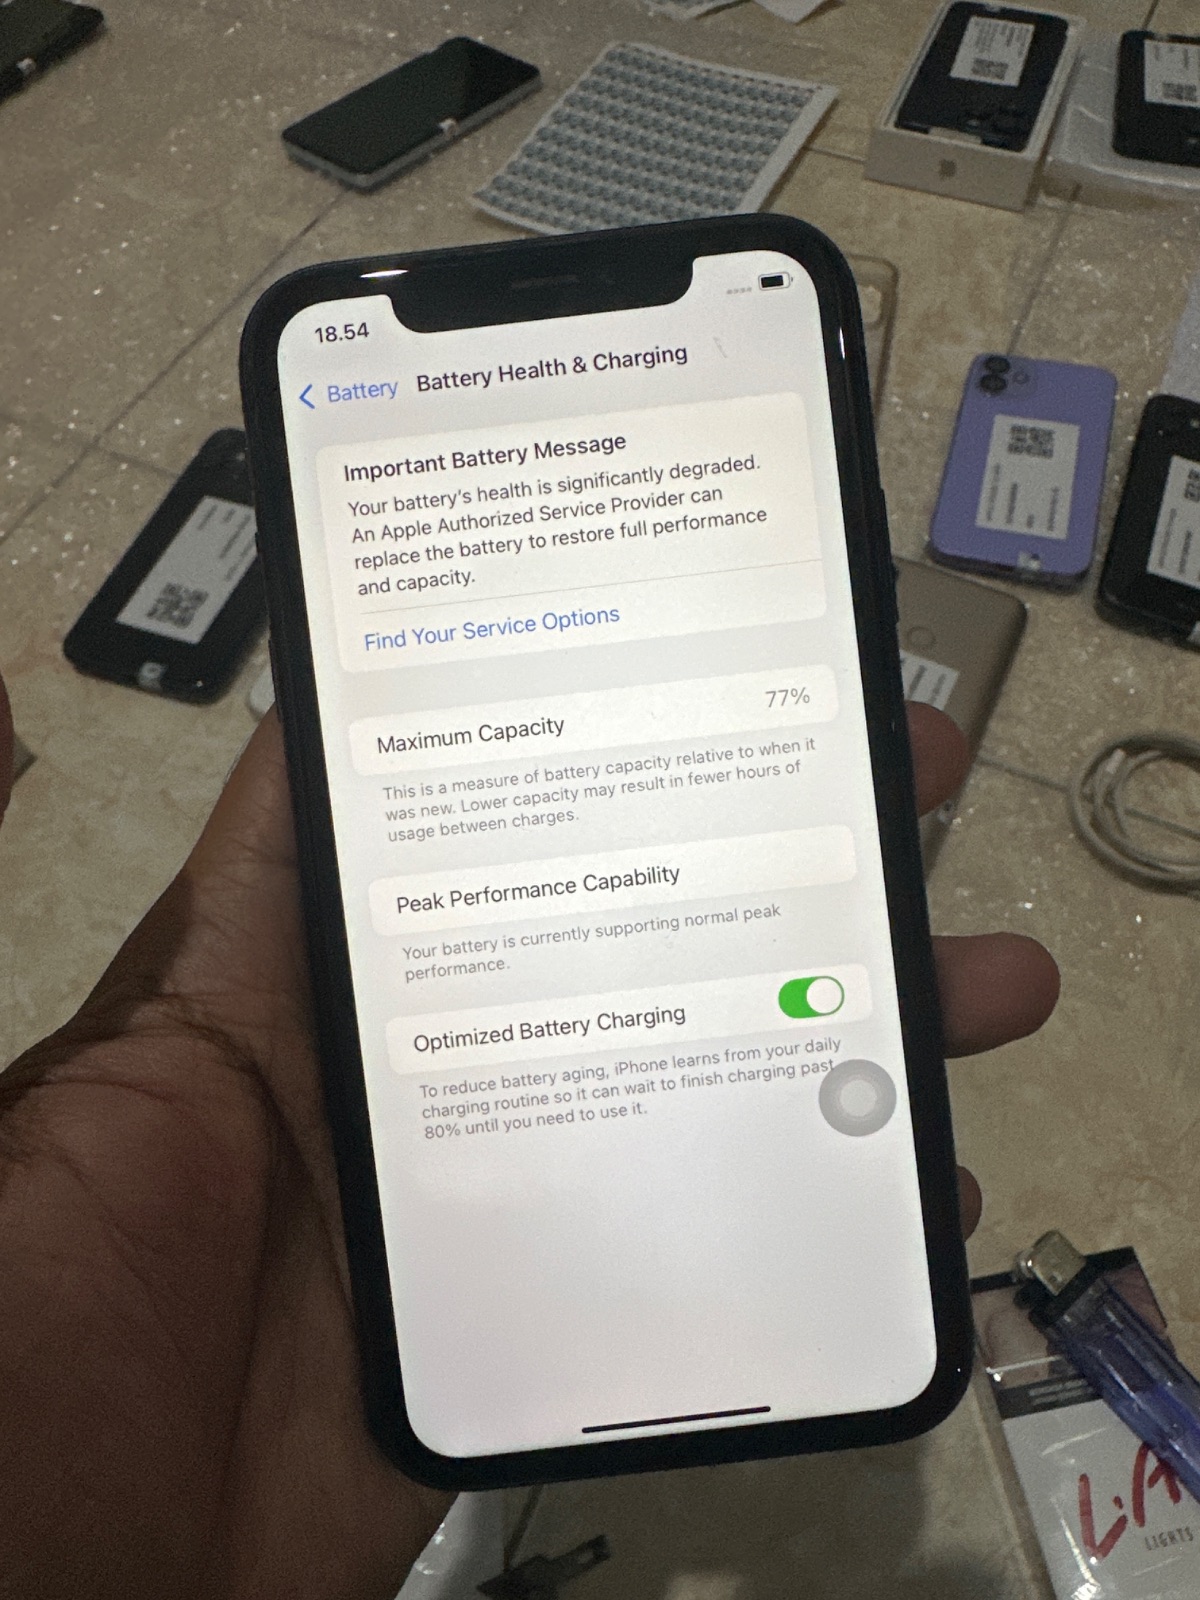 18.54
Battery
Battery Health & Charging
Important Battery Message
Your battery's health is significantly degraded.
An Apple Authorized Service Provider can
replace the battery to restore full performance
and capacity.
Find Your Service Options
Maximum Capacity
77%
This is a measure of battery capacity relative to when it
was new. Lower capacity may result in fewer hours of
usage between charges.
Peak Performance Capability
Your battery is currently supporting normal peak
performance.
Optimized Battery Charging
To reduce battery aging, iPhone learns from your daily
charging routine so it can wait to finish charging past
80% until you need to use it.
L.A
LIGHTS